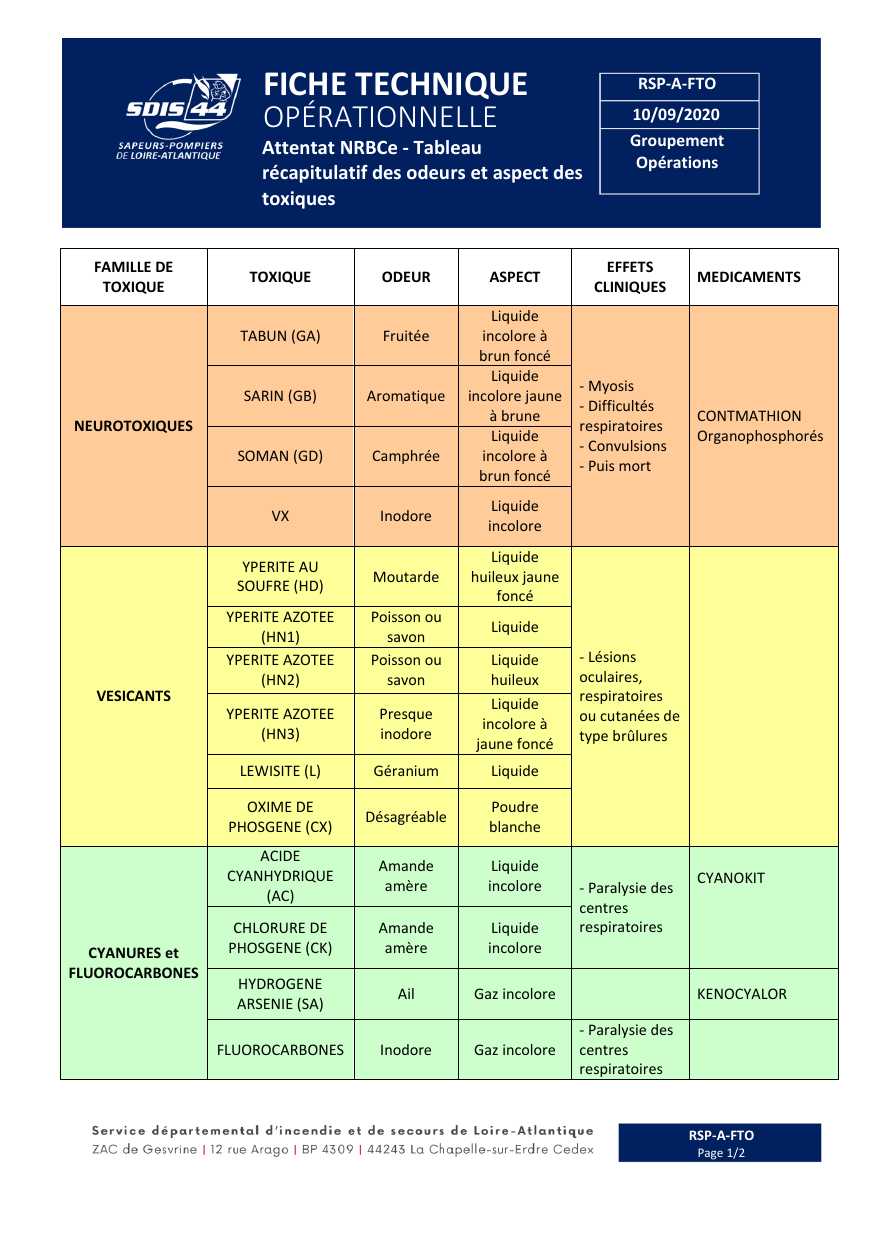 SDIS 44
SAPEURS-POMPIERS
DE LOIRE-ATLANTIQUE
FICHE TECHNIQUE
OPÉRATIONNELLE
Attentat NRBCe - Tableau
récapitulatif des odeurs et aspect des
toxiques
RSP-A-FTO
10/09/2020
Groupement
Opérations
FAMILLE DE
TOXIQUE
TOXIQUE
ODEUR
ASPECT
EFFETS
CLINIQUES
MEDICAMENTS
NEUROTOXIQUES
TABUN (GA)
Fruitée
Liquide
incolore à
brun foncé
SARIN (GB)
Aromatique
Liquide
incolore jaune
à brune
SOMAN (GD)
Camphrée
Liquide
incolore à
brun foncé
VX
Inodore
Liquide
incolore
- Myosis
- Difficultés
respiratoires
- Convulsions
- Puis mort
CONTMATHION
Organophosphorés
VESICANTS
YPERITE AU
SOUFRE (HD)
Moutarde
Liquide
huileux jaune
foncé
YPERITE AZOTEE
(HN1)
Poisson ou
savon
Liquide
YPERITE AZOTEE
(HN2)
Poisson ou
savon
Liquide
huileux
YPERITE AZOTEE
(HN3)
Presque
inodore
Liquide
incolore à
jaune foncé
LEWISITE (L)
Géranium
Liquide
OXIME DE
PHOSGENE (CX)
Désagréable
Poudre
blanche
- Lésions
oculaires,
respiratoires
ou cutanées de
type brûlures
CYANURES et
FLUOROCARBONES
ACIDE
CYANHYDRIQUE
(AC)
Amande
amère
Liquide
incolore
CHLORURE DE
PHOSGENE (CK)
Amande
amère
Liquide
incolore
- Paralysie des
centres
respiratoires
CYANOKIT
HYDROGENE
ARSENIE (SA)
Ail
Gaz incolore
KENOCYALOR
FLUOROCARBONES
Inodore
Gaz incolore
- Paralysie des
centres
respiratoires
Service départemental d'incendie et de secours de Loire-Atlantique
ZAC de Gesvrine | 12 rue Arago | BP 4309 | 44243 La Chapelle-sur-Erdre Cedex
RSP-A-FTO
Page 1/2